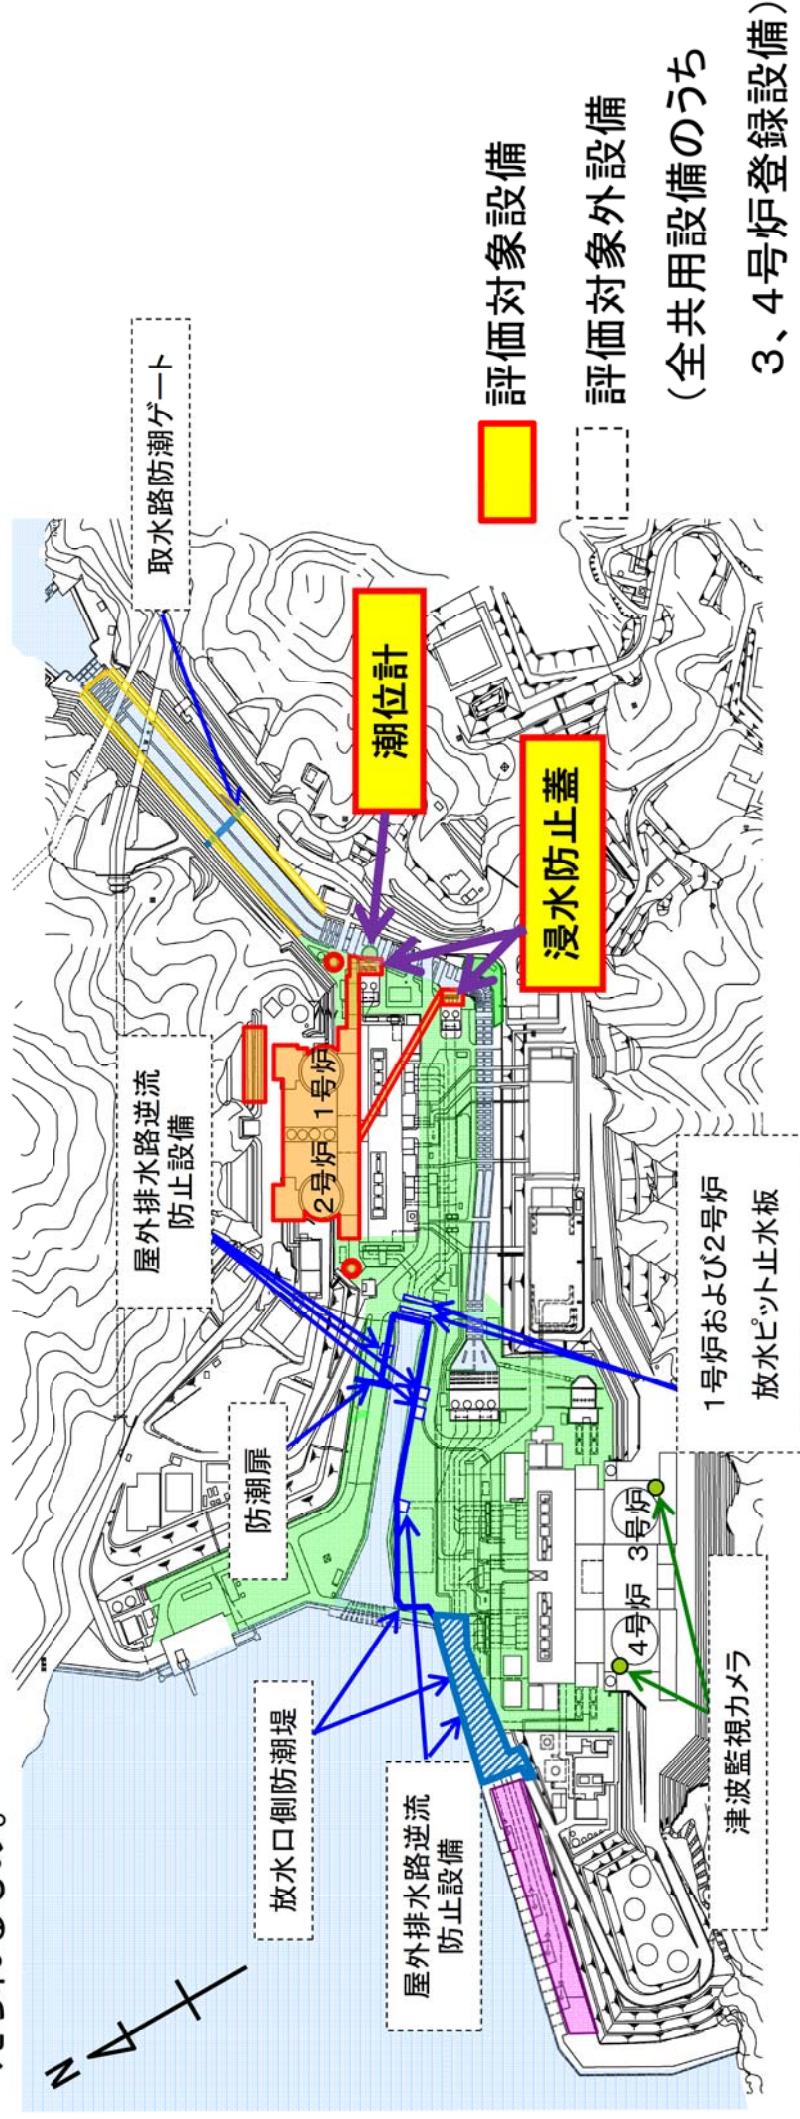 取水路防潮ゲート
潮位計
浸水防止蓋
評価対象設備
評価対象外設備
(全共用設備のうち
3、4号炉登録設備)
屋外排水路逆流
防止設備
2号炉
1号炉
防潮扉
1号炉および2号炉
放水ピット止水板
放水口側防潮堤
屋外排水路逆流
防止設備
4号炉
3号炉
津波監視カメラ
N